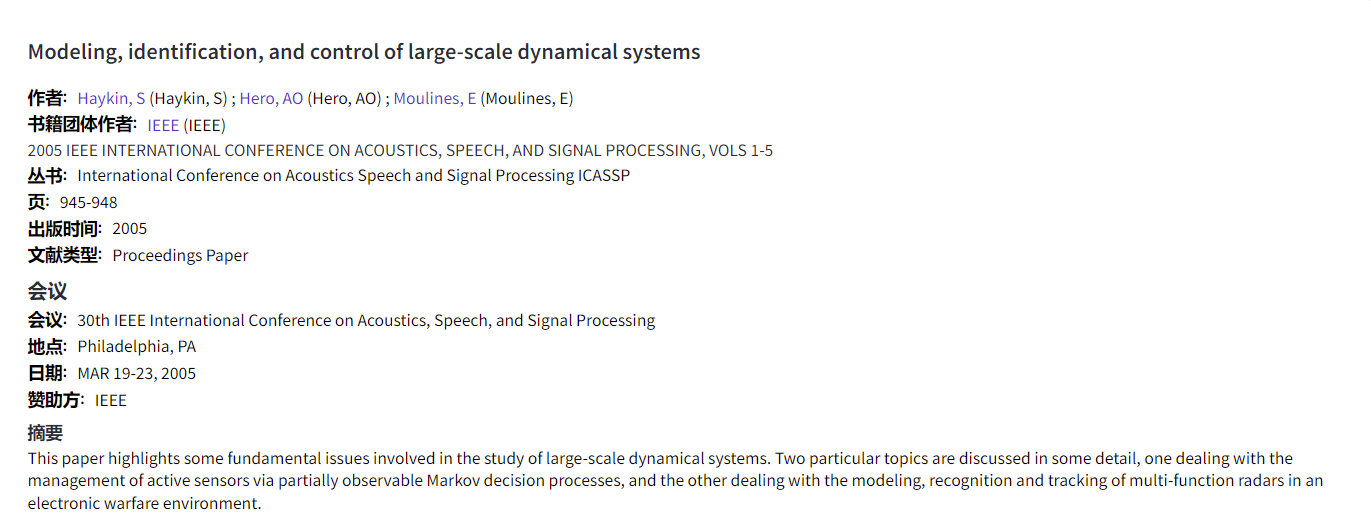 Modeling, identification, and control of large-scale dynamical systems
作者: Haykin, S (Haykin, S) ; Hero, AO (Hero, AO) ; Moulines, E (Moulines, E)
书籍团体作者: IEEE (IEEE)
2005 IEEE INTERNATIONAL CONFERENCE ON ACOUSTICS, SPEECH, AND SIGNAL PROCESSING, VOLS 1-5
丛书: International Conference on Acoustics Speech and Signal Processing ICASSP
页: 945-948
出版时间: 2005
文献类型: Proceedings Paper
会议
会议: 30th IEEE International Conference on Acoustics, Speech, and Signal Processing
地点: Philadelphia, PA
日期: MAR 19-23, 2005
赞助方: IEEE
摘要
This paper highlights some fundamental issues involved in the study of large-scale dynamical systems. Two particular topics are discussed in some detail, one dealing with the
management of active sensors via partially observable Markov decision processes, and the other dealing with the modeling, recognition and tracking of multi-function radars in an
electronic warfare environment.